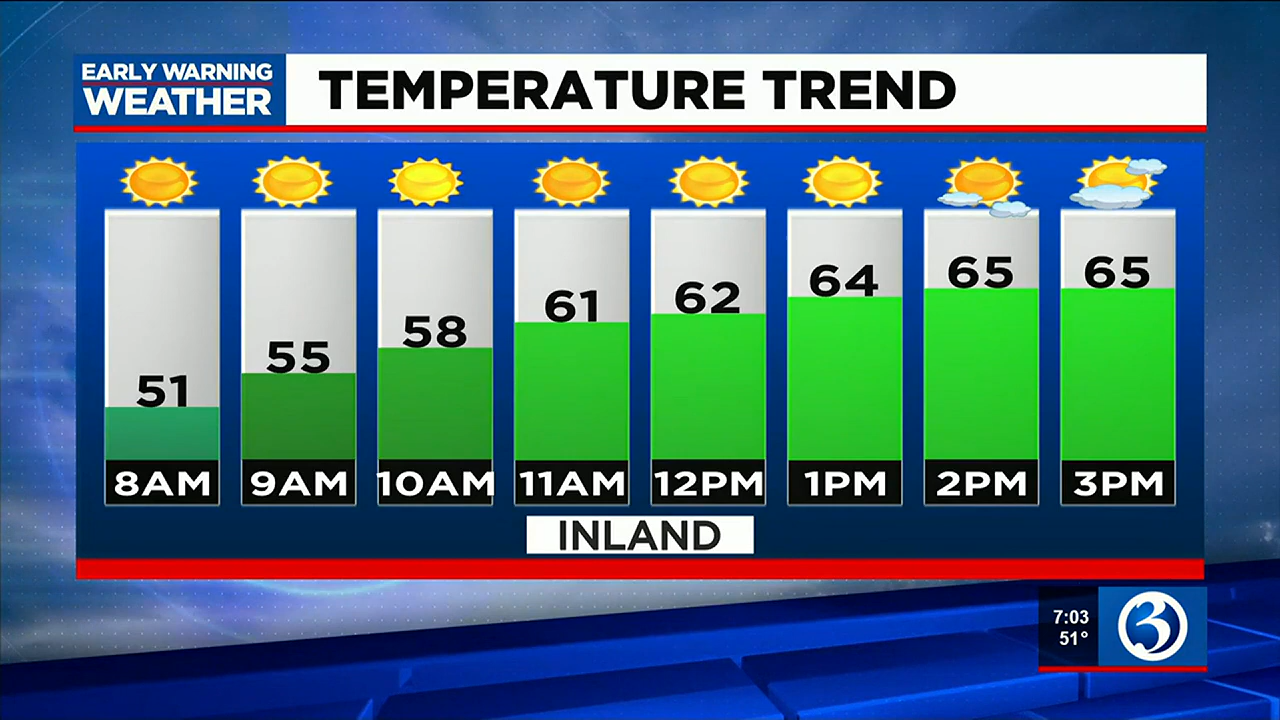 EARLY WARNING
WEATHER
TEMPERATURE TREND
51 55 58 61 62 64 65 65
8AM 9AM 10AM 11AM 12PM 1PM 2PM 3PM
INLAND
7:03
51°
3